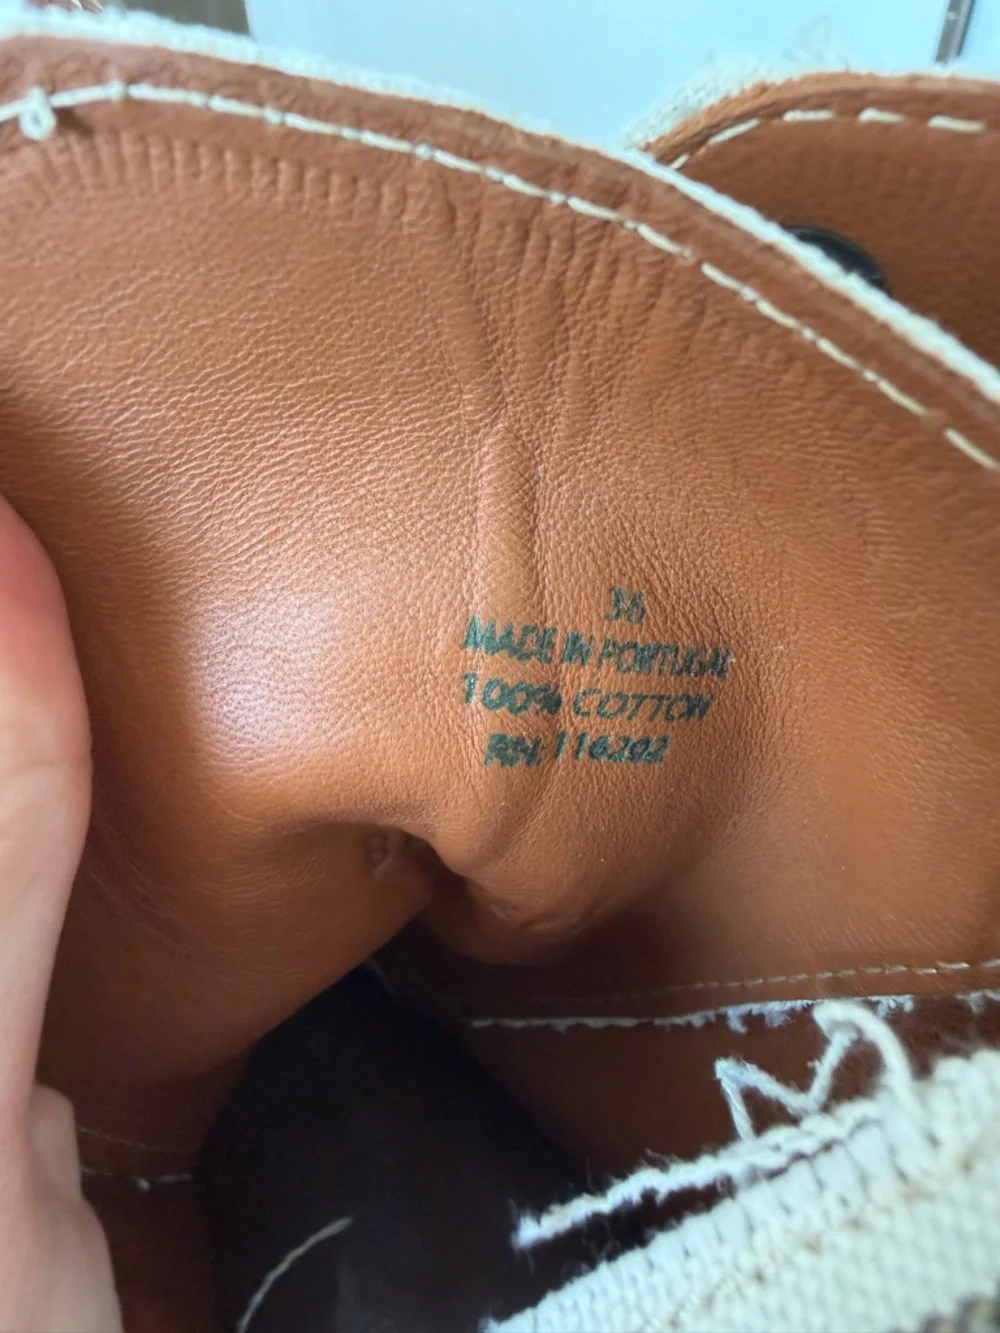 36
MADE IN PORTUGAL
100% COTTON
RN: 116202